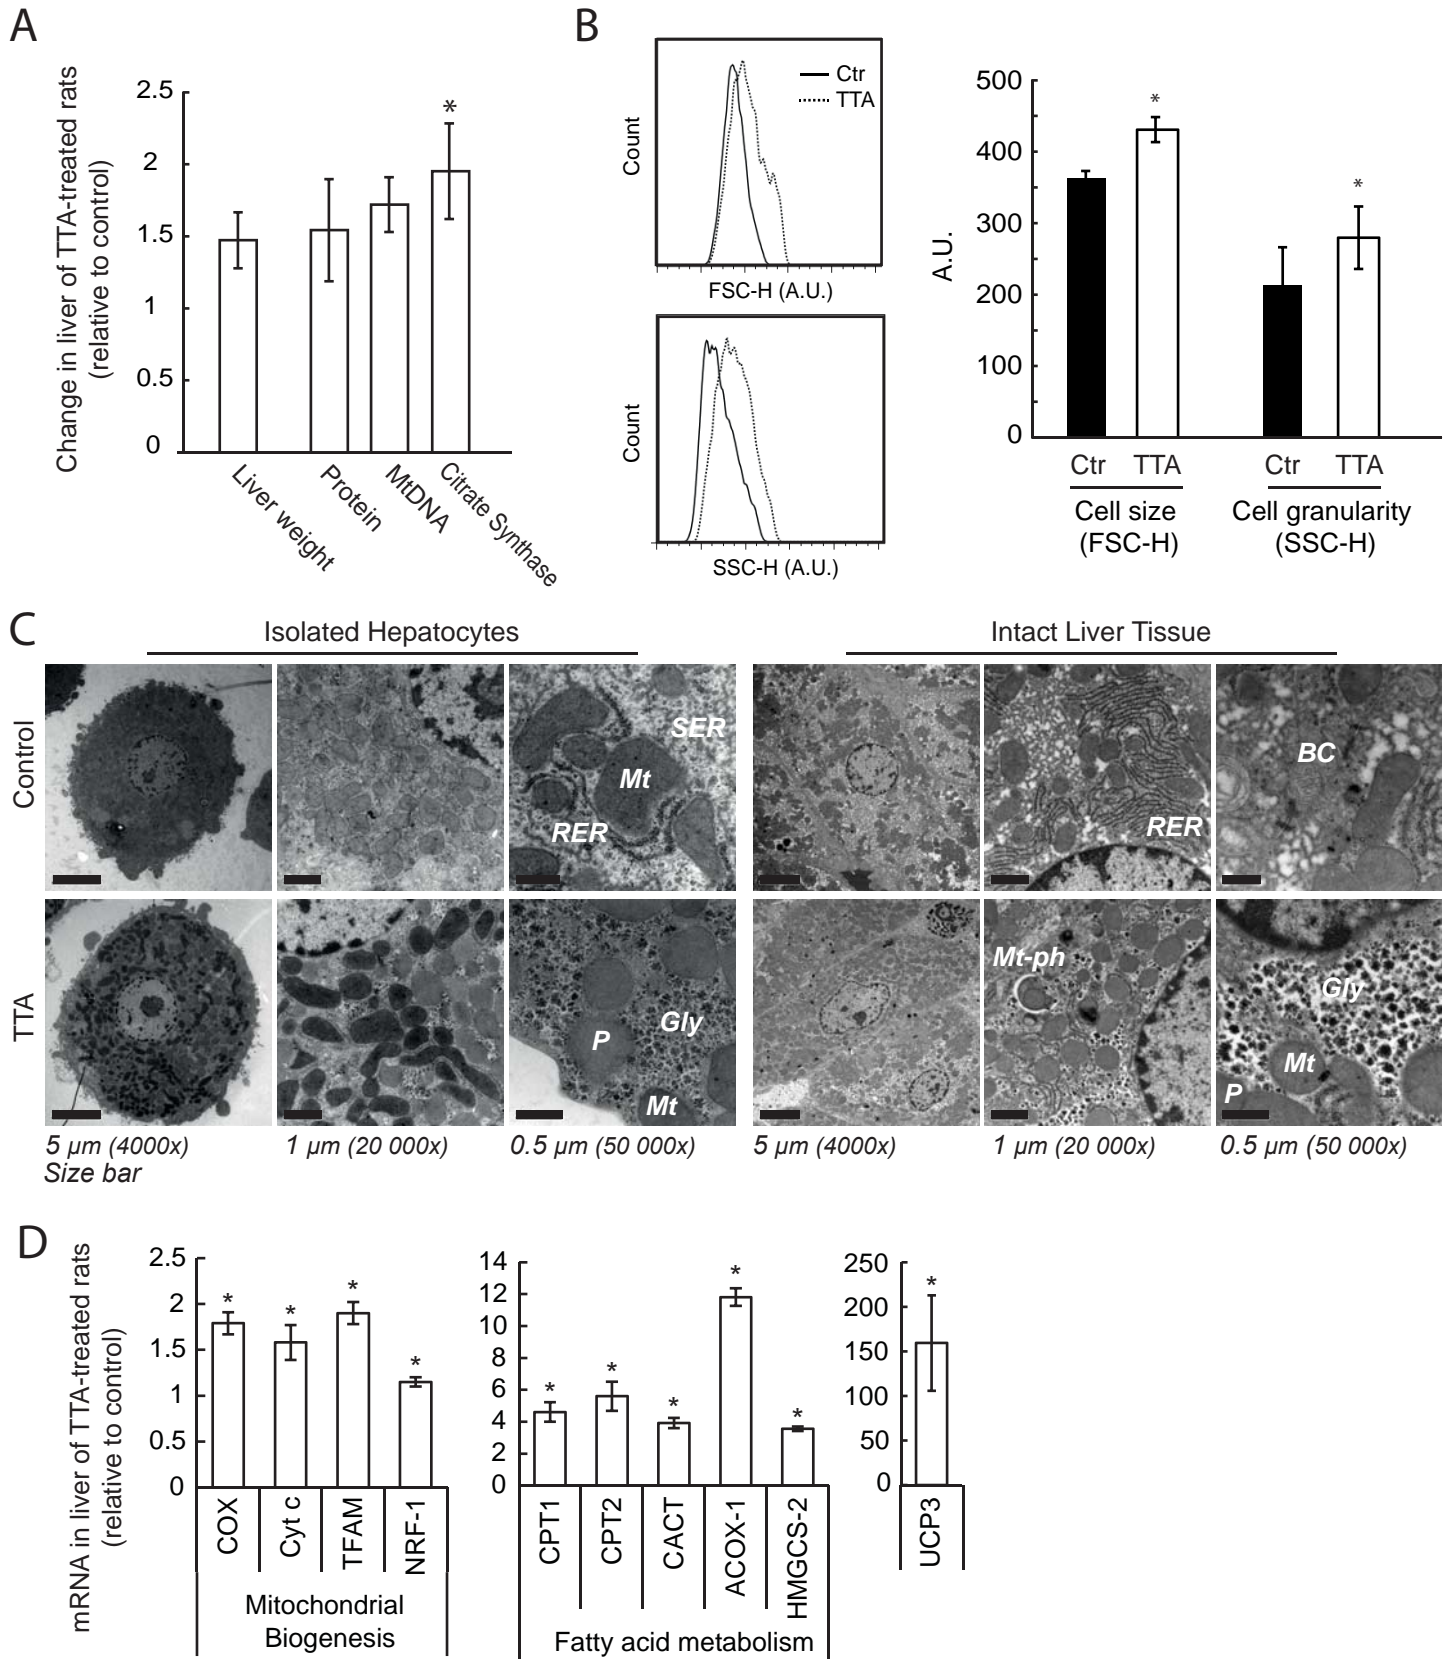 A
Change in liver of TTA-treated rats
(relative to control)
2.5
2
1.5
1
0.5
0
*
Liver weight
Protein
MtDNA
Citrate Synthase
B
Count
Ctr
TTA
FSC-H (A.U.)
Count
SSC-H (A.U.)
A.U.
500
400
300
200
100
0
*
*
Ctr TTA Ctr TTA
Cell size
(FSC-H)
Cell granularity
(SSC-H)
C
Isolated Hepatocytes
Intact Liver Tissue
Control
SER
Mt
RER
RER
BC
TTA
P
Gly
Mt
Mt-ph
Gly
Mt
P
5 µm (4000x)
Size bar
1 µm (20 000x)
0.5 µm (50 000x)
5 µm (4000x)
1 µm (20 000x)
0.5 µm (50 000x)
D
mRNA in liver of TTA-treated rats
(relative to control)
2.5
2
1.5
1
0.5
0
*
*
*
*
COX
Cyt c
TFAM
NRF-1
Mitochondrial
Biogenesis
14
12
10
8
6
4
2
0
*
*
*
*
*
CPT1
CPT2
CACT
ACOX-1
HMGCS-2
Fatty acid metabolism
250
200
150
100
50
0
*
UCP3